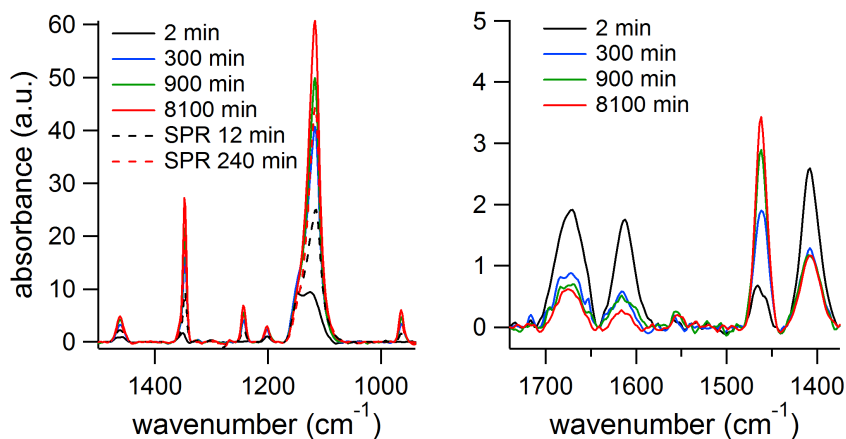 absorbance (a.u.)
60
50
40
30
20
10
0
2 min
300 min
900 min
8100 min
SPR 12 min
SPR 240 min
1400
1200
1000
wavenumber (cm⁻¹)
5
4
3
2
1
0
2 min
300 min
900 min
8100 min
1700
1600
1500
1400
wavenumber (cm⁻¹)